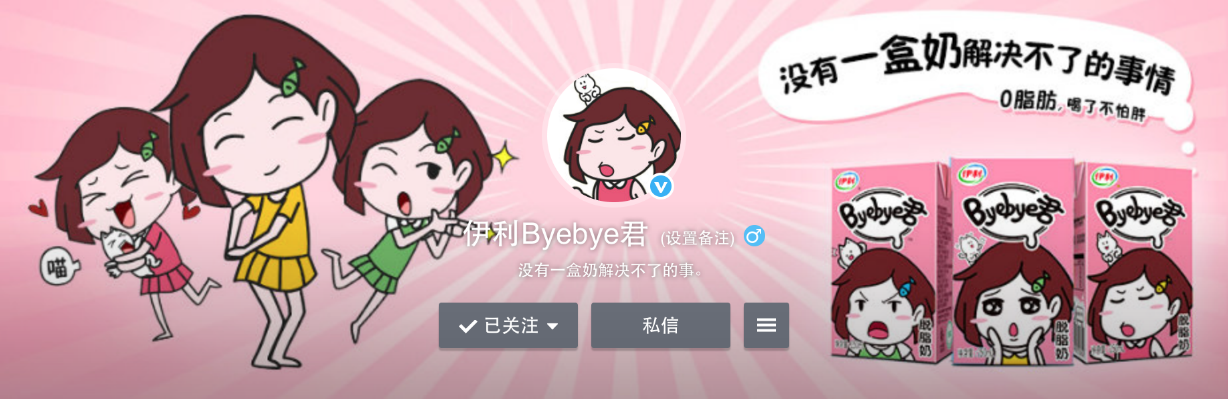 没有一盒奶解决不了的事情
0脂肪,喝了不怕胖
喵
伊利Byebye君 (设置备注)
没有一盒奶解决不了的事。
已关注
私信
伊利
Byebye君
脱脂奶
伊利
Byebye君
脱脂奶
伊利
Byebye君
脱脂奶